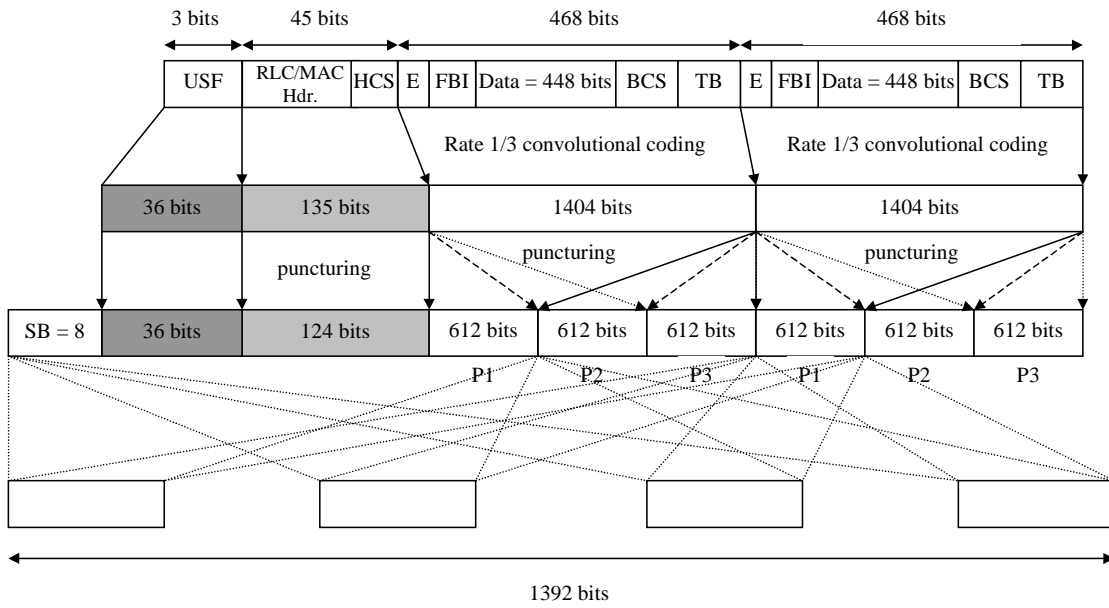 3 bits 45 bits 468 bits 468 bits
USF RLC/MAC Hdr. HCS E FBI Data = 448 bits BCS TB E FBI Data = 448 bits BCS TB
Rate 1/3 convolutional coding Rate 1/3 convolutional coding
36 bits 135 bits 1404 bits 1404 bits
puncturing puncturing puncturing
SB = 8 36 bits 124 bits 612 bits 612 bits 612 bits 612 bits 612 bits 612 bits
P1 P2 P3 P1 P2 P3
1392 bits